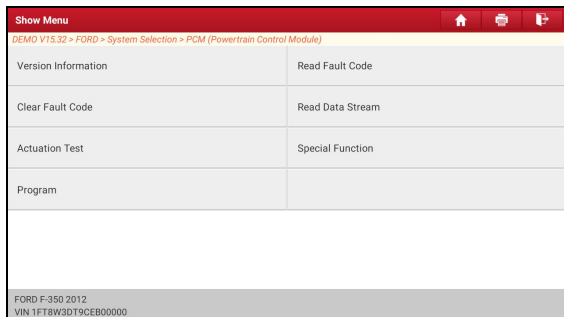 Show Menu
DEMO V15.32 > FORD > System Selection > PCM (Powertrain Control Module)
Version Information
Read Fault Code
Clear Fault Code
Read Data Stream
Actuation Test
Special Function
Program
FORD F-350 2012
VIN 1FT8W3DT9CEB00000